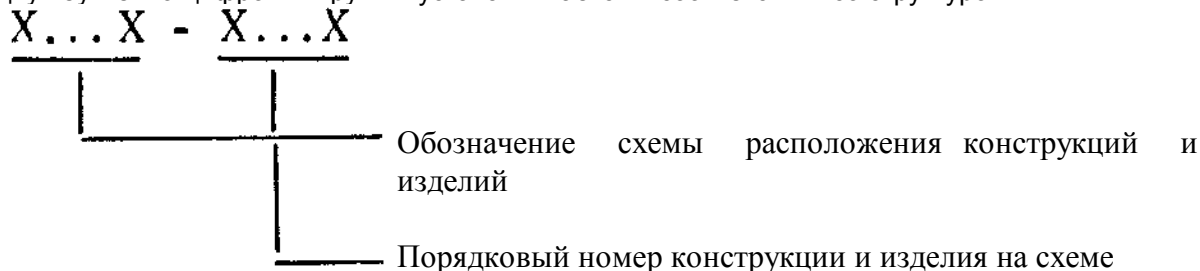 X...X - X...X
Обозначение схемы расположения конструкций и
изделий
Порядковый номер конструкции и изделия на схеме